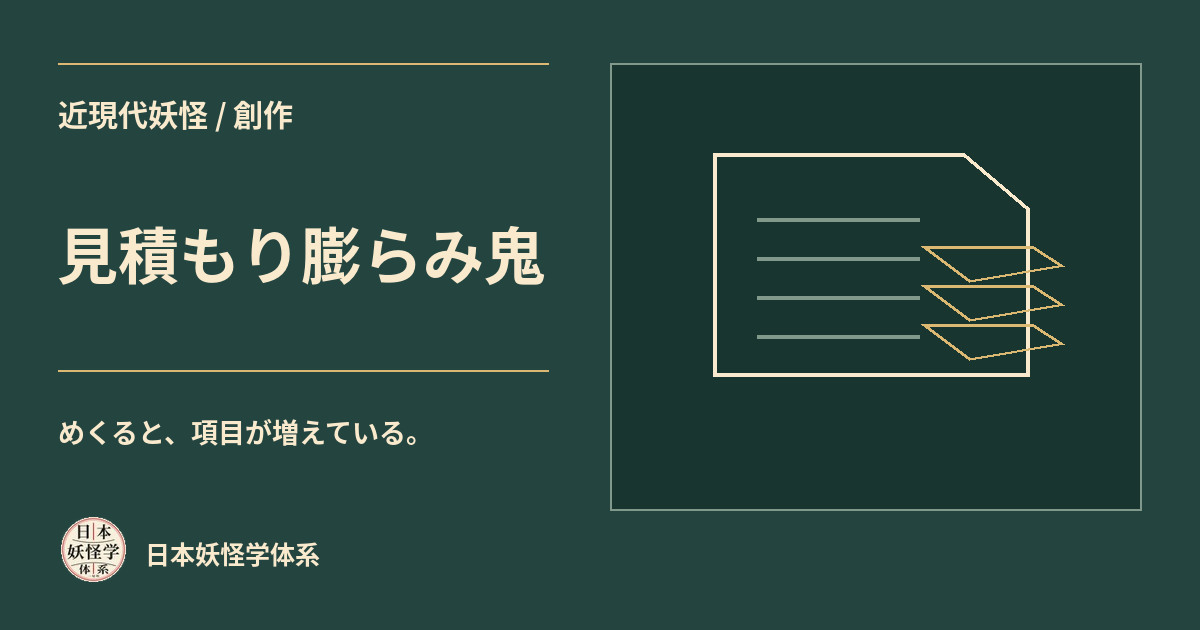 近現代妖怪 / 創作
見積もり膨らみ鬼
めくると、項目が増えている。
日本
妖怪学
体系
日本妖怪学体系